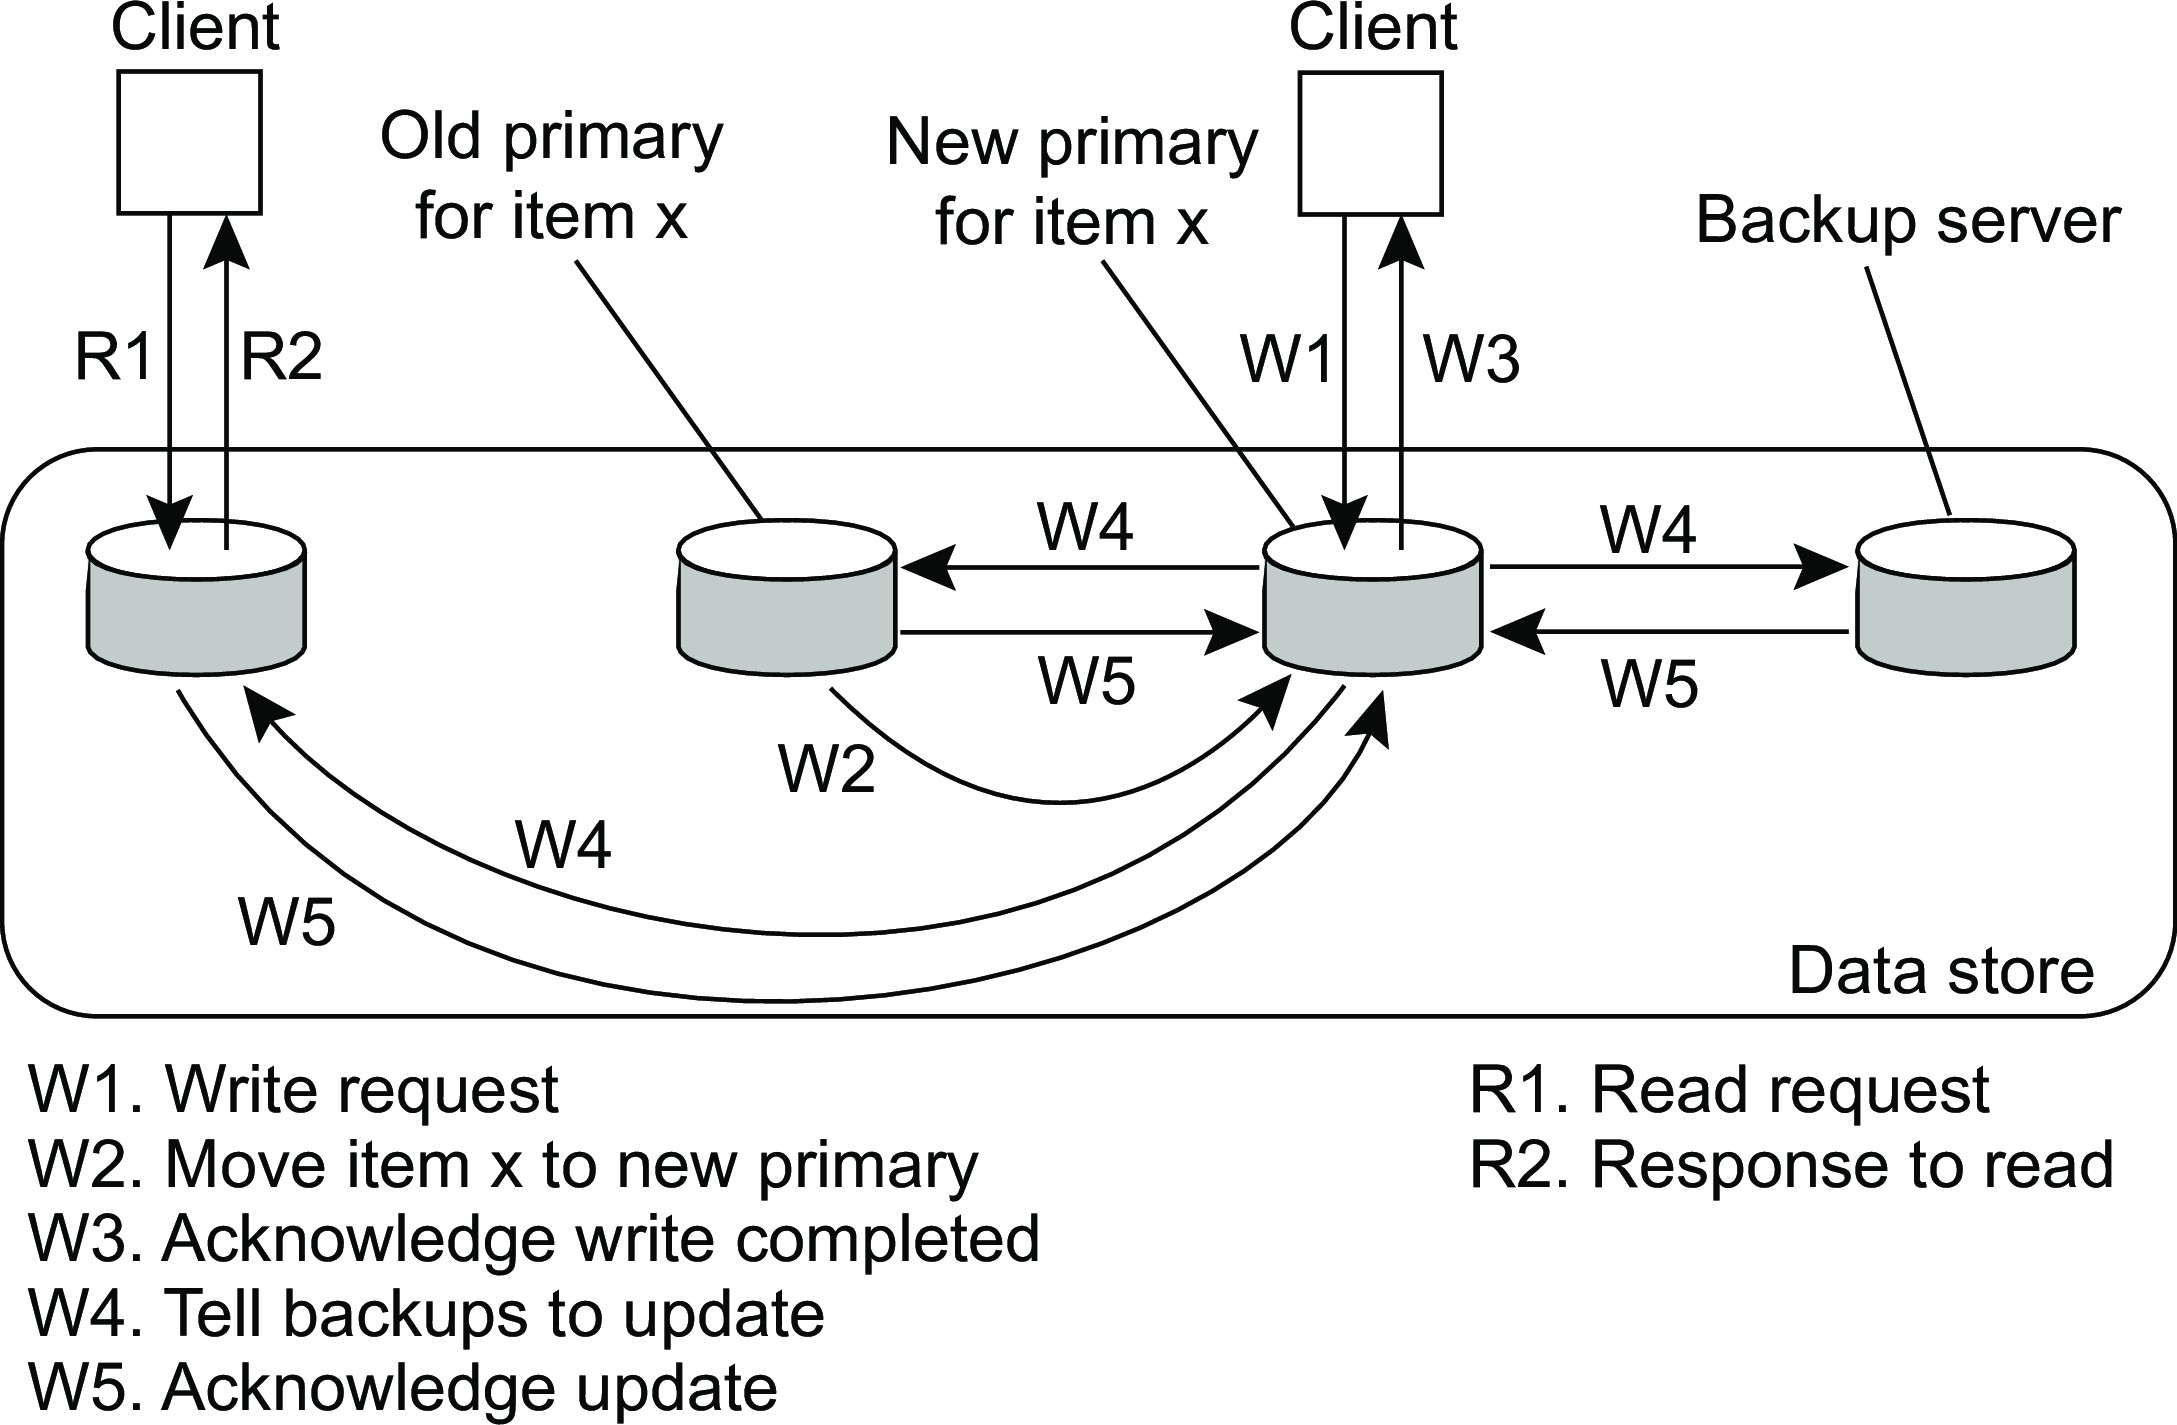 Client
Client
Old primary
for item x
New primary
for item x
Backup server
R1
R2
W1
W3
W4
W4
W5
W5
W2
W4
W5
Data store
W1. Write request
W2. Move item x to new primary
W3. Acknowledge write completed
W4. Tell backups to update
W5. Acknowledge update
R1. Read request
R2. Response to read